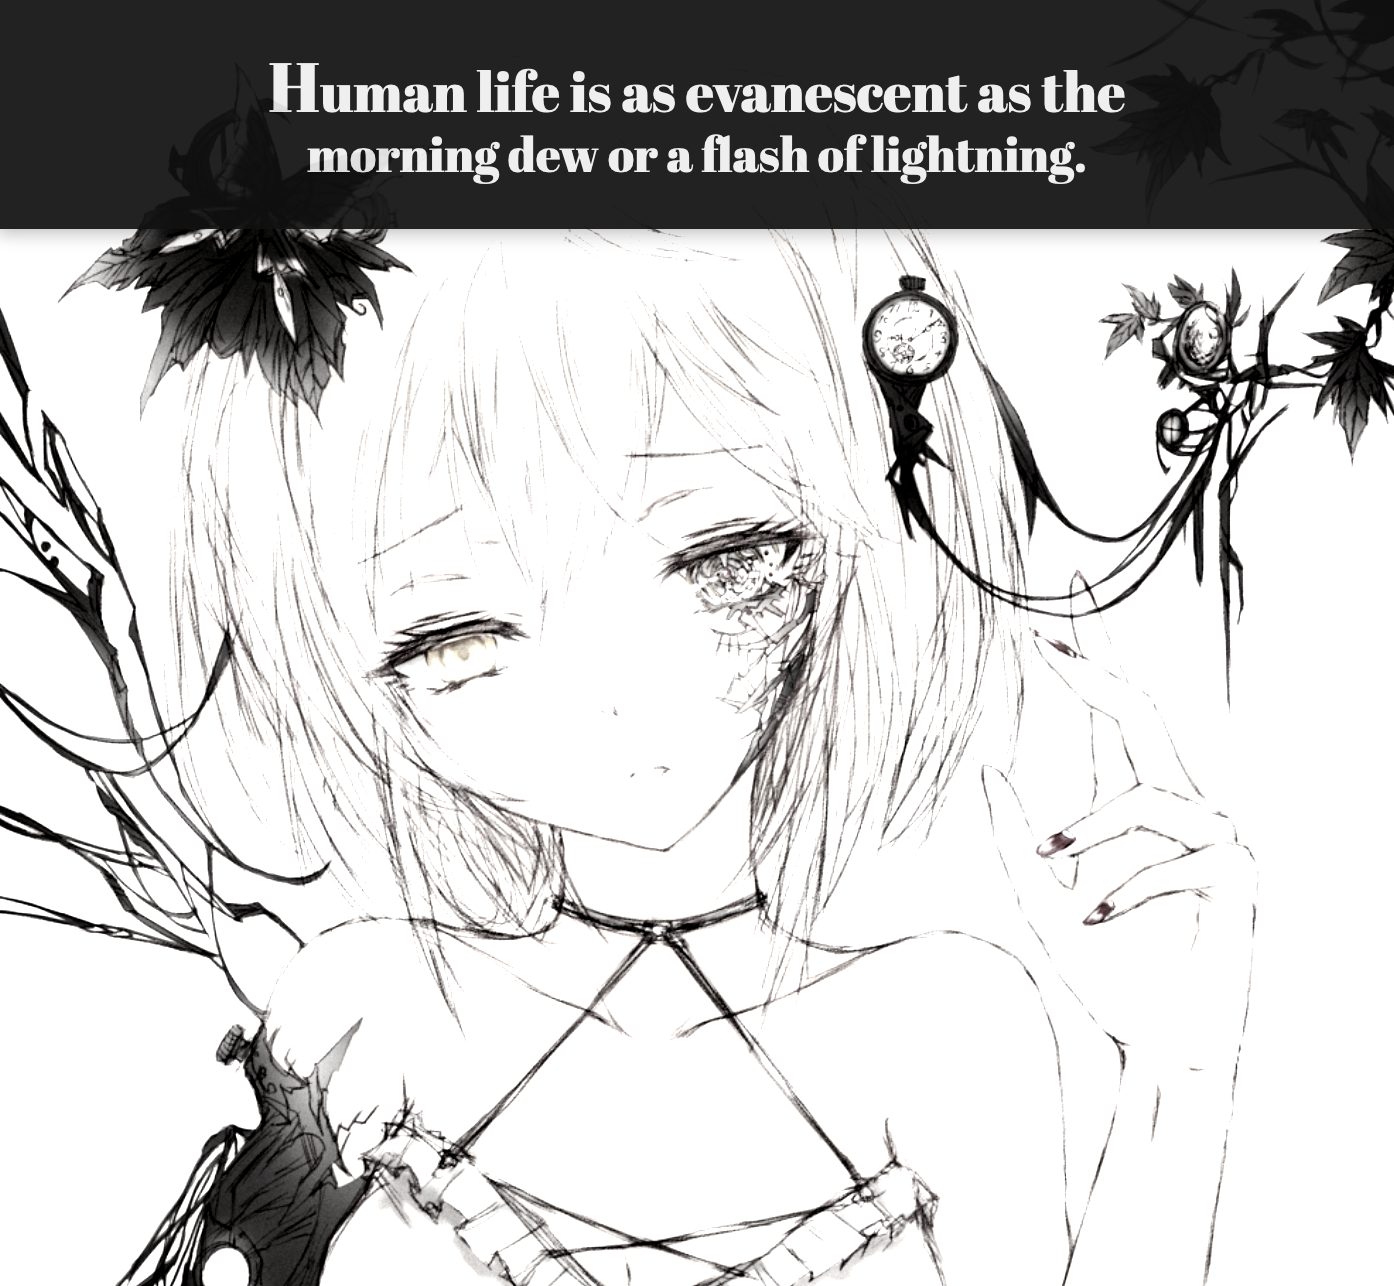 Human life is as evanescent as the
morning dew or a flash of lightning.